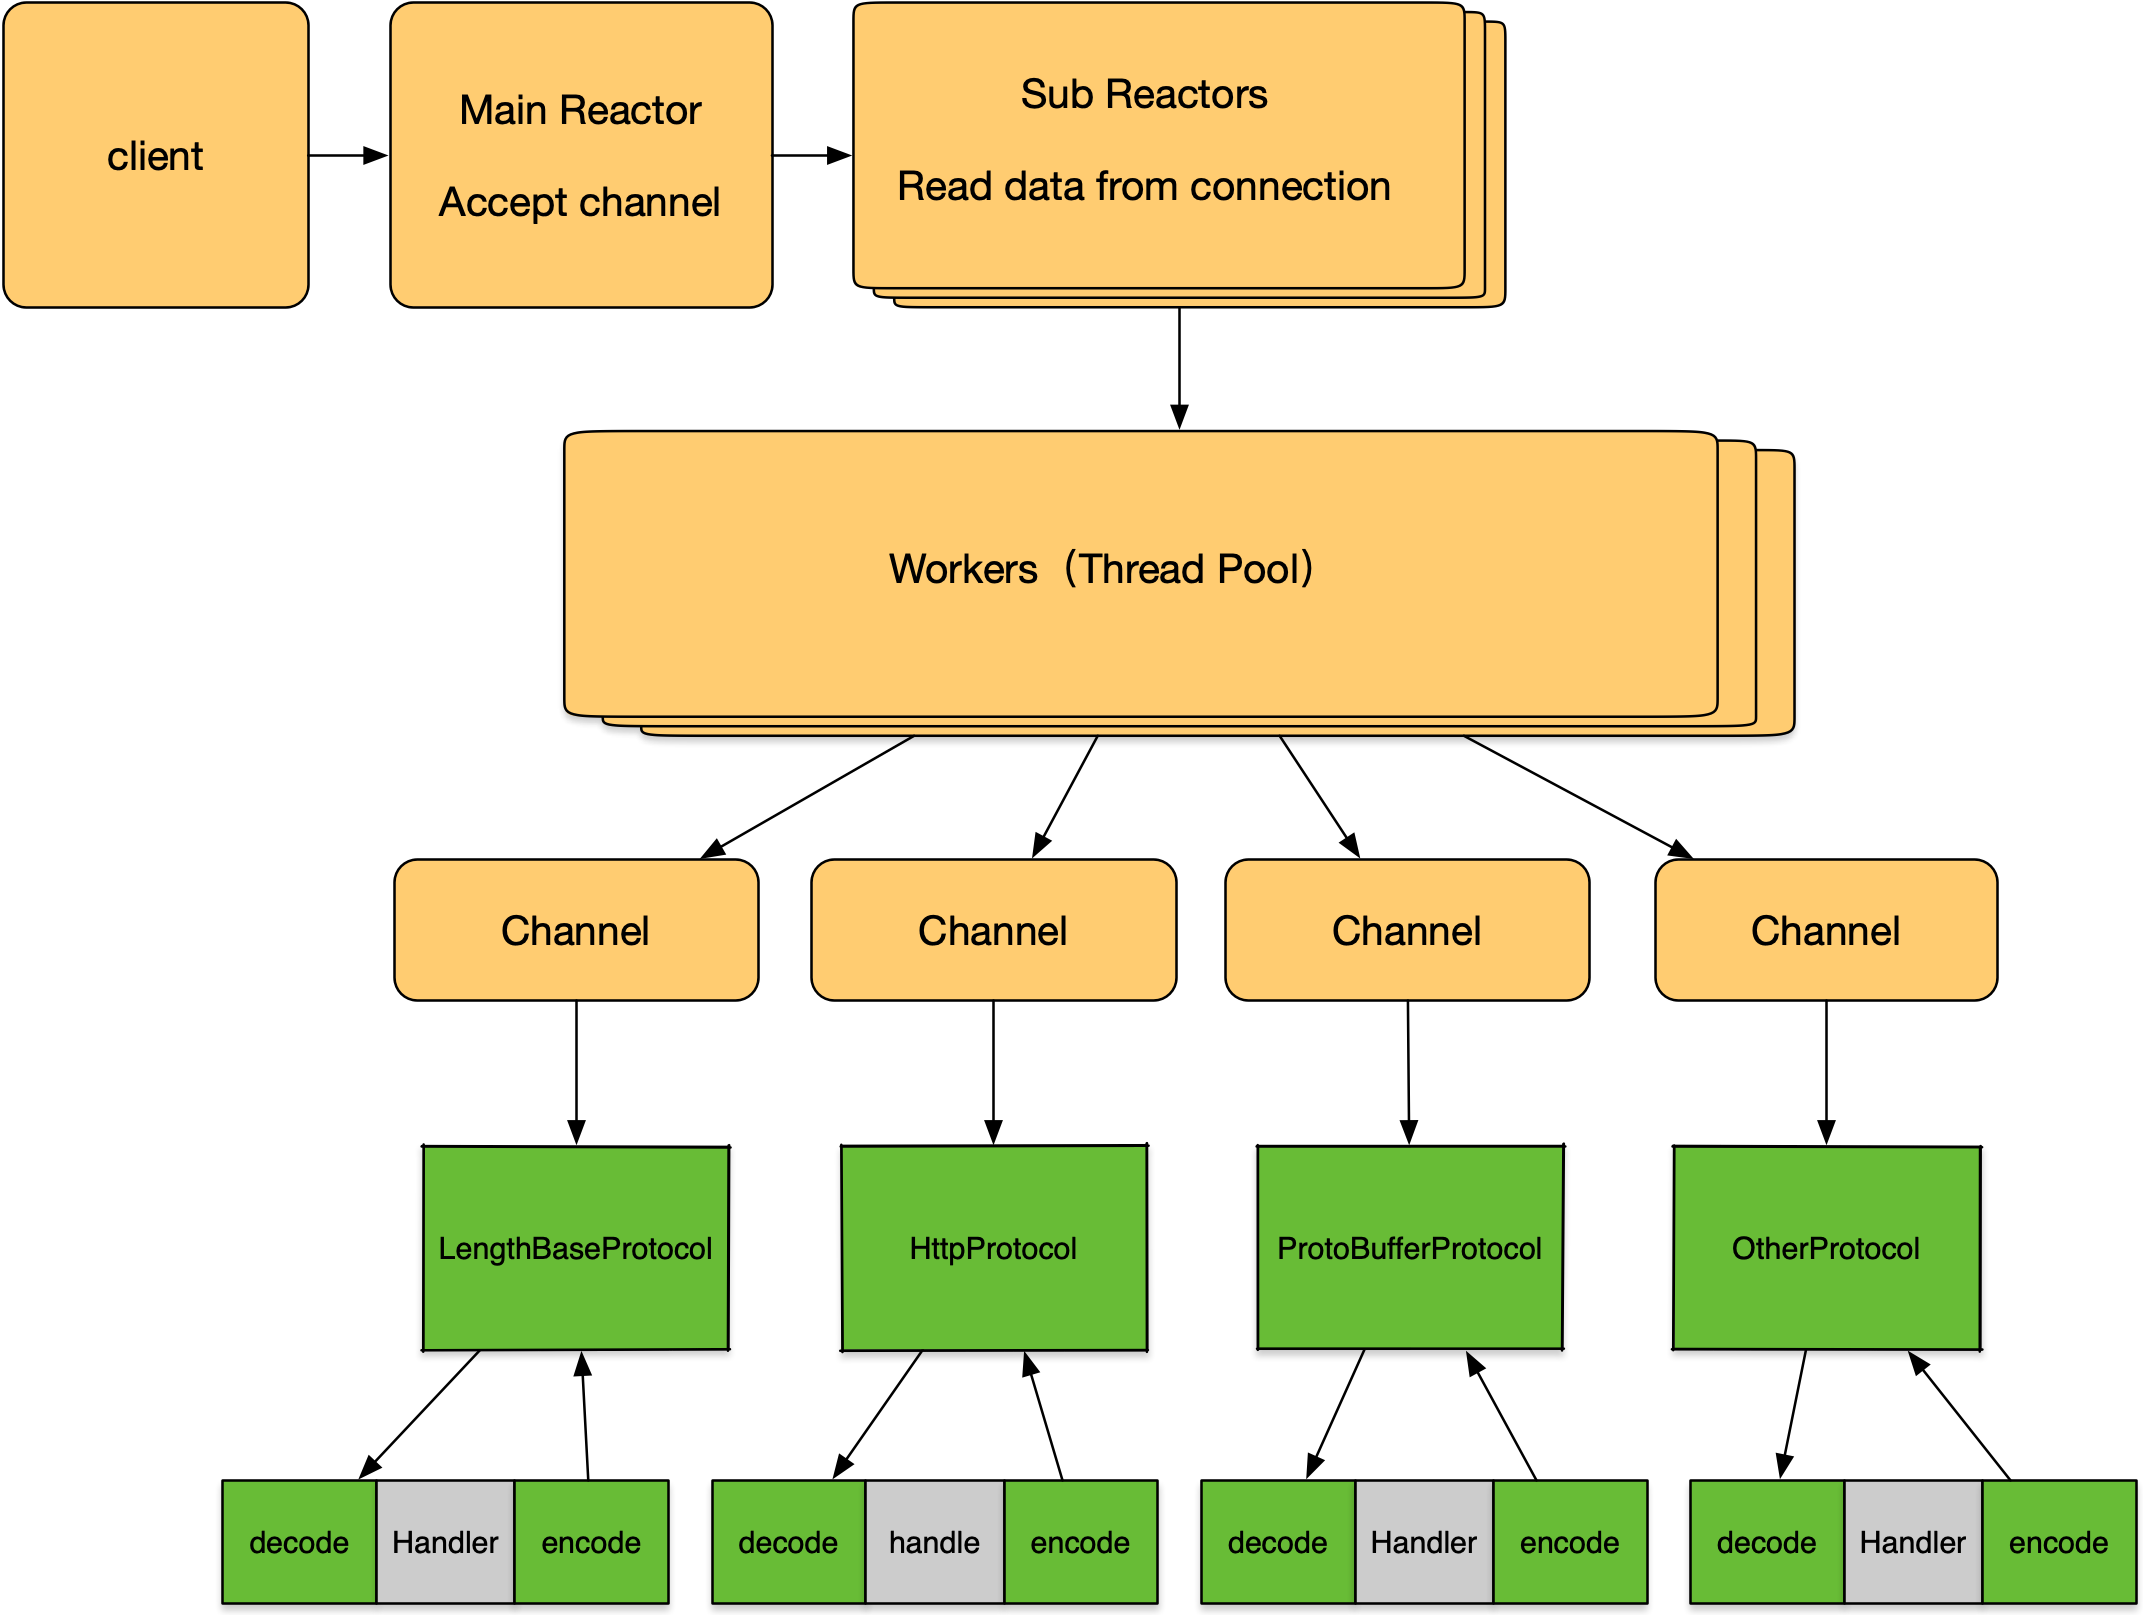 client
Main Reactor
Accept channel
Sub Reactors
Read data from connection
Workers（Thread Pool）
Channel
Channel
Channel
Channel
LengthBaseProtocol
HttpProtocol
ProtoBufferProtocol
OtherProtocol
decode
Handler
encode
decode
handle
encode
decode
Handler
encode
decode
Handler
encode